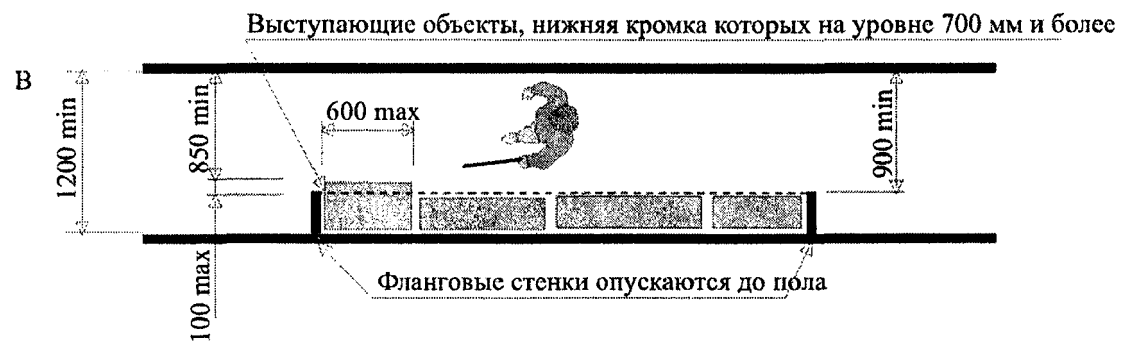 Выступающие объекты, нижняя кромка которых на уровне 700 мм и более
В
1200 min
850 min
600 max
900 min
100 max
Фланговые стенки опускаются до пола